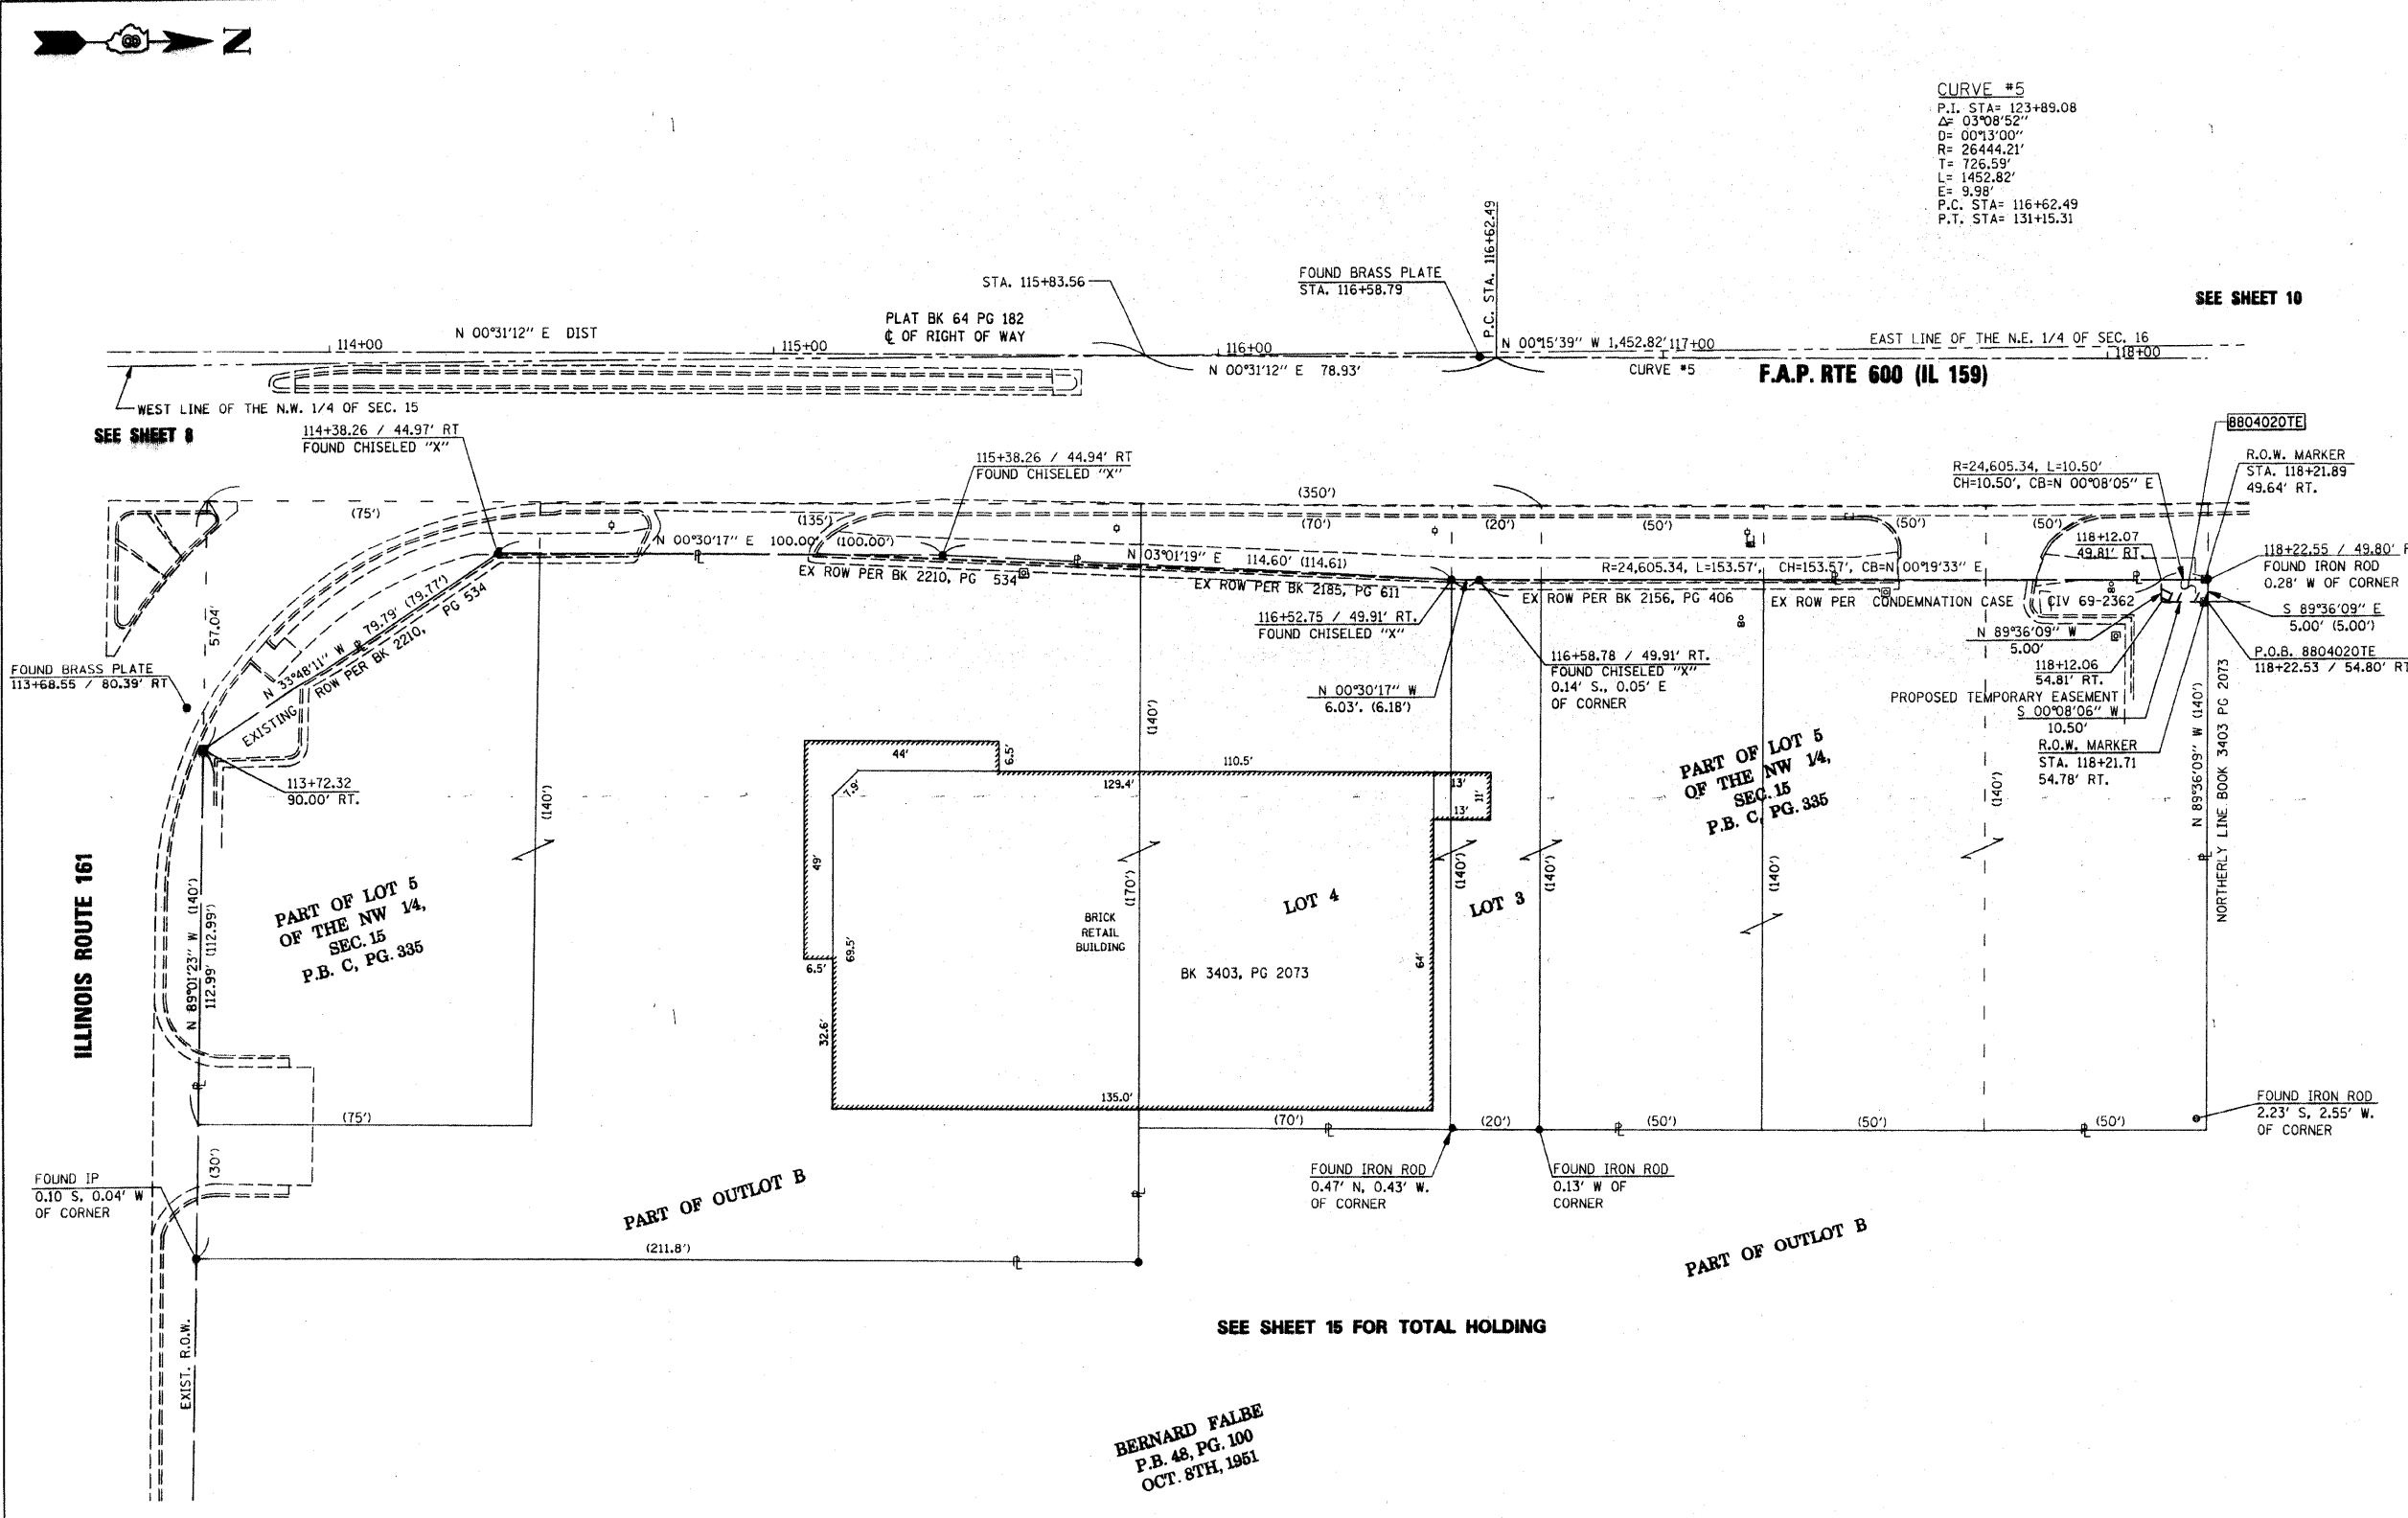 N
CURVE #5
P.I. STA= 123+89.08
Δ= 03°08'52"
D= 00°13'00"
R= 26444.21'
T= 726.59'
L= 1452.82'
E= 9.98'
P.C. STA= 116+62.49
P.T. STA= 131+15.31
SEE SHEET 10
STA. 115+83.56
FOUND BRASS PLATE
STA. 116+58.79
P.C. STA. 116+62.49
PLAT BK 64 PG 182
℄ OF RIGHT OF WAY
N 00°31'12" E DIST
114+00
115+00
116+00
N 00°15'39" W 1,452.82'
117+00
EAST LINE OF THE N.E. 1/4 OF SEC. 16
118+00
N 00°31'12" E 78.93'
CURVE #5
F.A.P. RTE 600 (IL 159)
WEST LINE OF THE N.W. 1/4 OF SEC. 15
SEE SHEET 8
114+38.26 / 44.97' RT
FOUND CHISELED "X"
115+38.26 / 44.94' RT
FOUND CHISELED "X"
8804020TE
R=24,605.34, L=10.50'
CH=10.50', CB=N 00°08'05" E
R.O.W. MARKER
STA. 118+21.89
49.64' RT.
(350')
(75')
(135')
(70')
(20')
(50')
(50')
(50')
N 00°30'17" E 100.00' (100.00')
N 03°01'19" E 114.60' (114.61)
R=24,605.34, L=153.57', CH=153.57', CB=N 00°19'33" E
118+12.07
49.81' RT.
118+22.55 / 49.80' R
FOUND IRON ROD
0.28' W OF CORNER
EX ROW PER BK 2210, PG 534
EX ROW PER BK 2185, PG 611
EX ROW PER BK 2156, PG 406
EX ROW PER CONDEMNATION CASE CIV 69-2362
S 89°36'09" E
5.00' (5.00')
116+52.75 / 49.91' RT.
FOUND CHISELED "X"
N 89°36'09" W
5.00'
57.04'
N 33°48'11" W 79.79' (79.77')
EXISTING ROW PER BK 2210, PG 534
FOUND BRASS PLATE
113+68.55 / 80.39' RT
116+58.78 / 49.91' RT.
FOUND CHISELED "X"
0.14' S., 0.05' E
OF CORNER
118+12.06
54.81' RT.
P.O.B. 8804020TE
118+22.53 / 54.80' RT
N 00°30'17" W
6.03'. (6.18')
PROPOSED TEMPORARY EASEMENT
S 00°08'06" W
10.50'
R.O.W. MARKER
STA. 118+21.71
54.78' RT.
113+72.32
90.00' RT.
(140')
(140')
(140')
N 89°36'09" W (140')
NORTHERLY LINE BOOK 3403 PG 2073
44'
6.5'
110.5'
129.4'
7.9'
13'
11'
13'
PART OF LOT 5
OF THE NW 1/4,
SEC. 15
P.B. C, PG. 335
49'
69.5'
6.5'
32.6'
64'
135.0'
(170')
(140')
(140')
(140')
BRICK
RETAIL
BUILDING
LOT 4
LOT 3
BK 3403, PG 2073
PART OF LOT 5
OF THE NW 1/4,
SEC. 15
P.B. C, PG. 335
ILLINOIS ROUTE 161
N 89°01'23" W (140')
112.99' (112.99')
(75')
(70')
(20')
(50')
(50')
(50')
FOUND IRON ROD
2.23' S, 2.55' W.
OF CORNER
FOUND IP
0.10 S, 0.04' W
OF CORNER
(30')
FOUND IRON ROD
0.47' N, 0.43' W.
OF CORNER
FOUND IRON ROD
0.13' W OF
CORNER
PART OF OUTLOT B
PART OF OUTLOT B
(211.8')
EXIST. R.O.W.
SEE SHEET 15 FOR TOTAL HOLDING
BERNARD FALBE
P.B. 48, PG. 100
OCT. 8TH, 1951